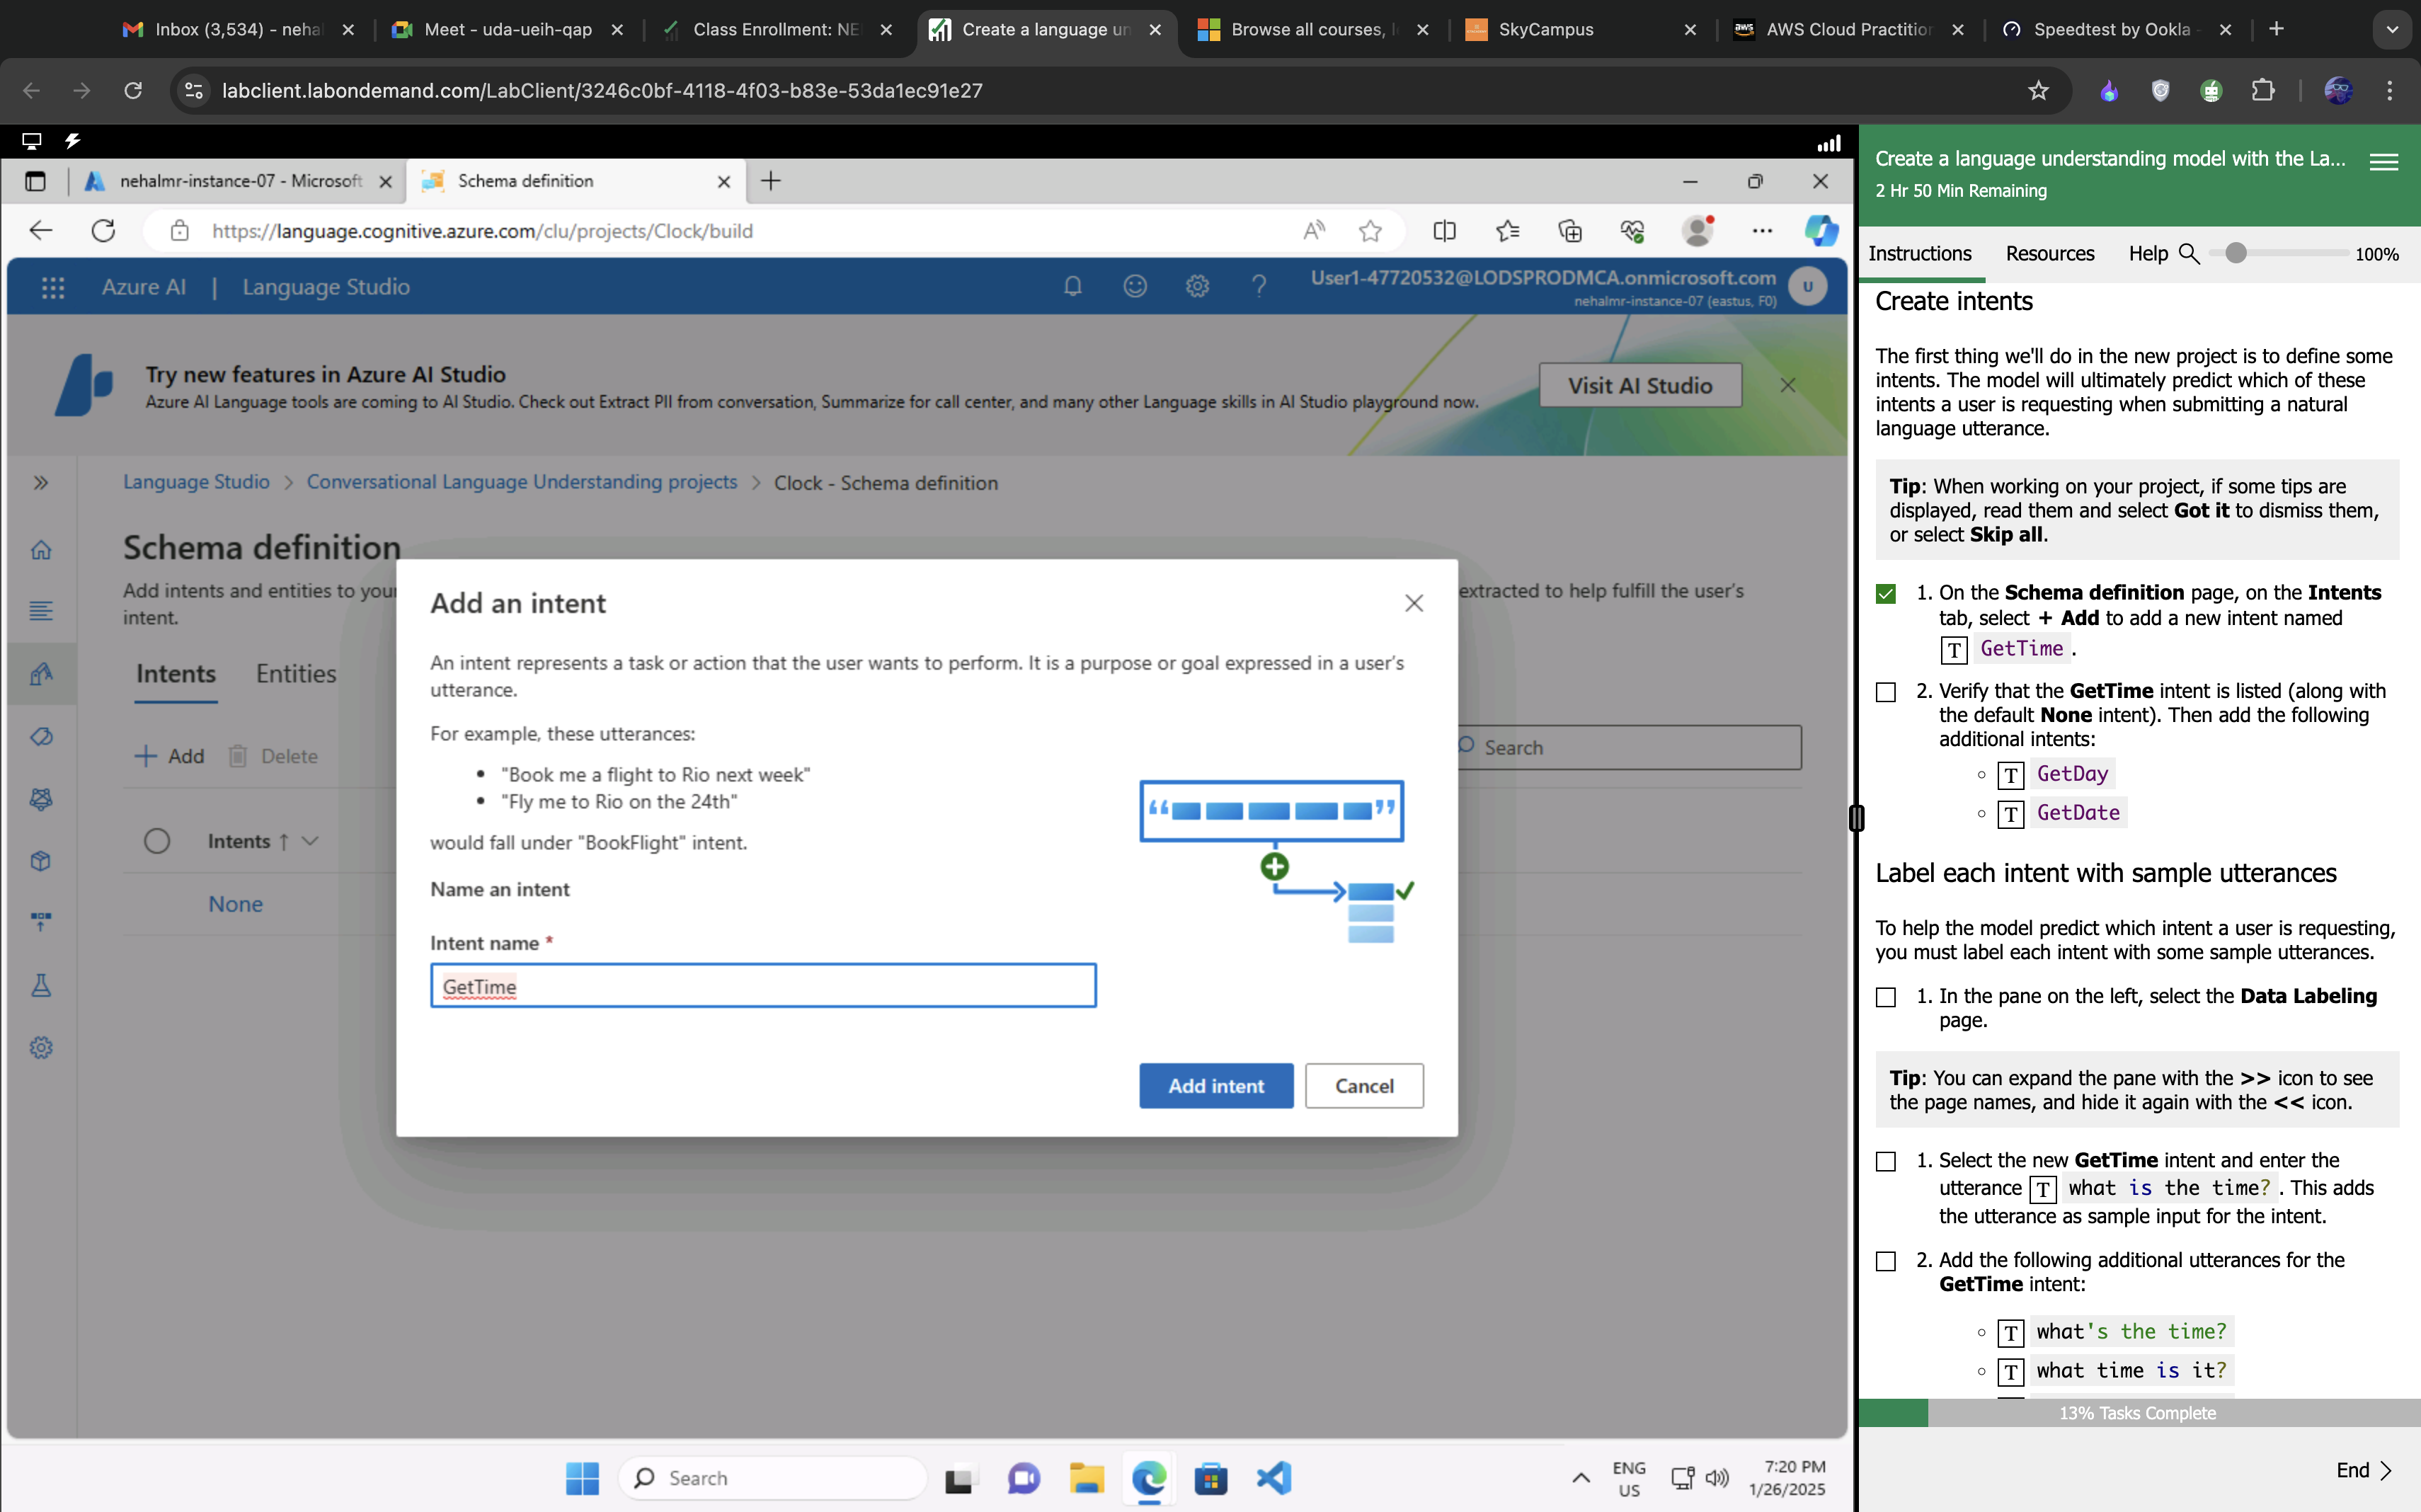 Inbox (3,534) - neha
Meet - uda-ueih-qap
Class Enrollment: NE
Create a language un
Browse all courses, l
SkyCampus
aws
AWS Cloud Practition
Speedtest by Ookla -
labclient.labondemand.com/LabClient/3246c0bf-4118-4f03-b83e-53da1ec91e27
nehalmr-instance-07 - Microsoft
Schema definition
https://language.cognitive.azure.com/clu/projects/Clock/build
Azure AI | Language Studio
User1-47720532@LODSPRODMCA.onmicrosoft.com
nehalmr-instance-07 (eastus, F0)
U
Try new features in Azure AI Studio
Azure AI Language tools are coming to AI Studio. Check out Extract PII from conversation, Summarize for call center, and many other Language skills in AI Studio playground now.
Visit AI Studio
Language Studio > Conversational Language Understanding projects > Clock - Schema definition
Schema definition
Add intents and entities to your
extracted to help fulfill the user's
intent.
Intents
Entities
Add
Delete
Search
Intents ↑
None
Add an intent
An intent represents a task or action that the user wants to perform. It is a purpose or goal expressed in a user's
utterance.
For example, these utterances:
• "Book me a flight to Rio next week"
• "Fly me to Rio on the 24th"
would fall under "BookFlight" intent.
Name an intent
Intent name *
GetTime
Add intent
Cancel
Search
ENG
US
7:20 PM
1/26/2025
Create a language understanding model with the La...
2 Hr 50 Min Remaining
Instructions
Resources
Help
100%
Create intents
The first thing we'll do in the new project is to define some
intents. The model will ultimately predict which of these
intents a user is requesting when submitting a natural
language utterance.
Tip: When working on your project, if some tips are
displayed, read them and select Got it to dismiss them,
or select Skip all.
1. On the Schema definition page, on the Intents
tab, select + Add to add a new intent named
T GetTime .
2. Verify that the GetTime intent is listed (along with
the default None intent). Then add the following
additional intents:
T GetDay
T GetDate
Label each intent with sample utterances
To help the model predict which intent a user is requesting,
you must label each intent with some sample utterances.
1. In the pane on the left, select the Data Labeling
page.
Tip: You can expand the pane with the >> icon to see
the page names, and hide it again with the << icon.
1. Select the new GetTime intent and enter the
utterance T what is the time? . This adds
the utterance as sample input for the intent.
2. Add the following additional utterances for the
GetTime intent:
T what's the time?
T what time is it?
13% Tasks Complete
End >